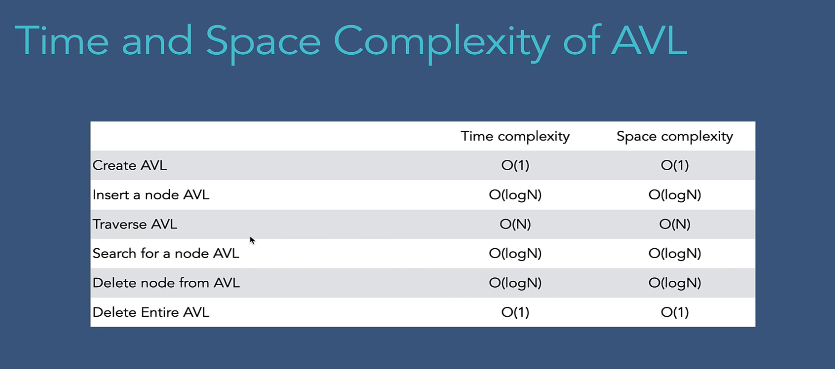 Time and Space Complexity of AVL
Time complexity Space complexity
Create AVL O(1) O(1)
Insert a node AVL O(logN) O(logN)
Traverse AVL O(N) O(N)
Search for a node AVL O(logN) O(logN)
Delete node from AVL O(logN) O(logN)
Delete Entire AVL O(1) O(1)